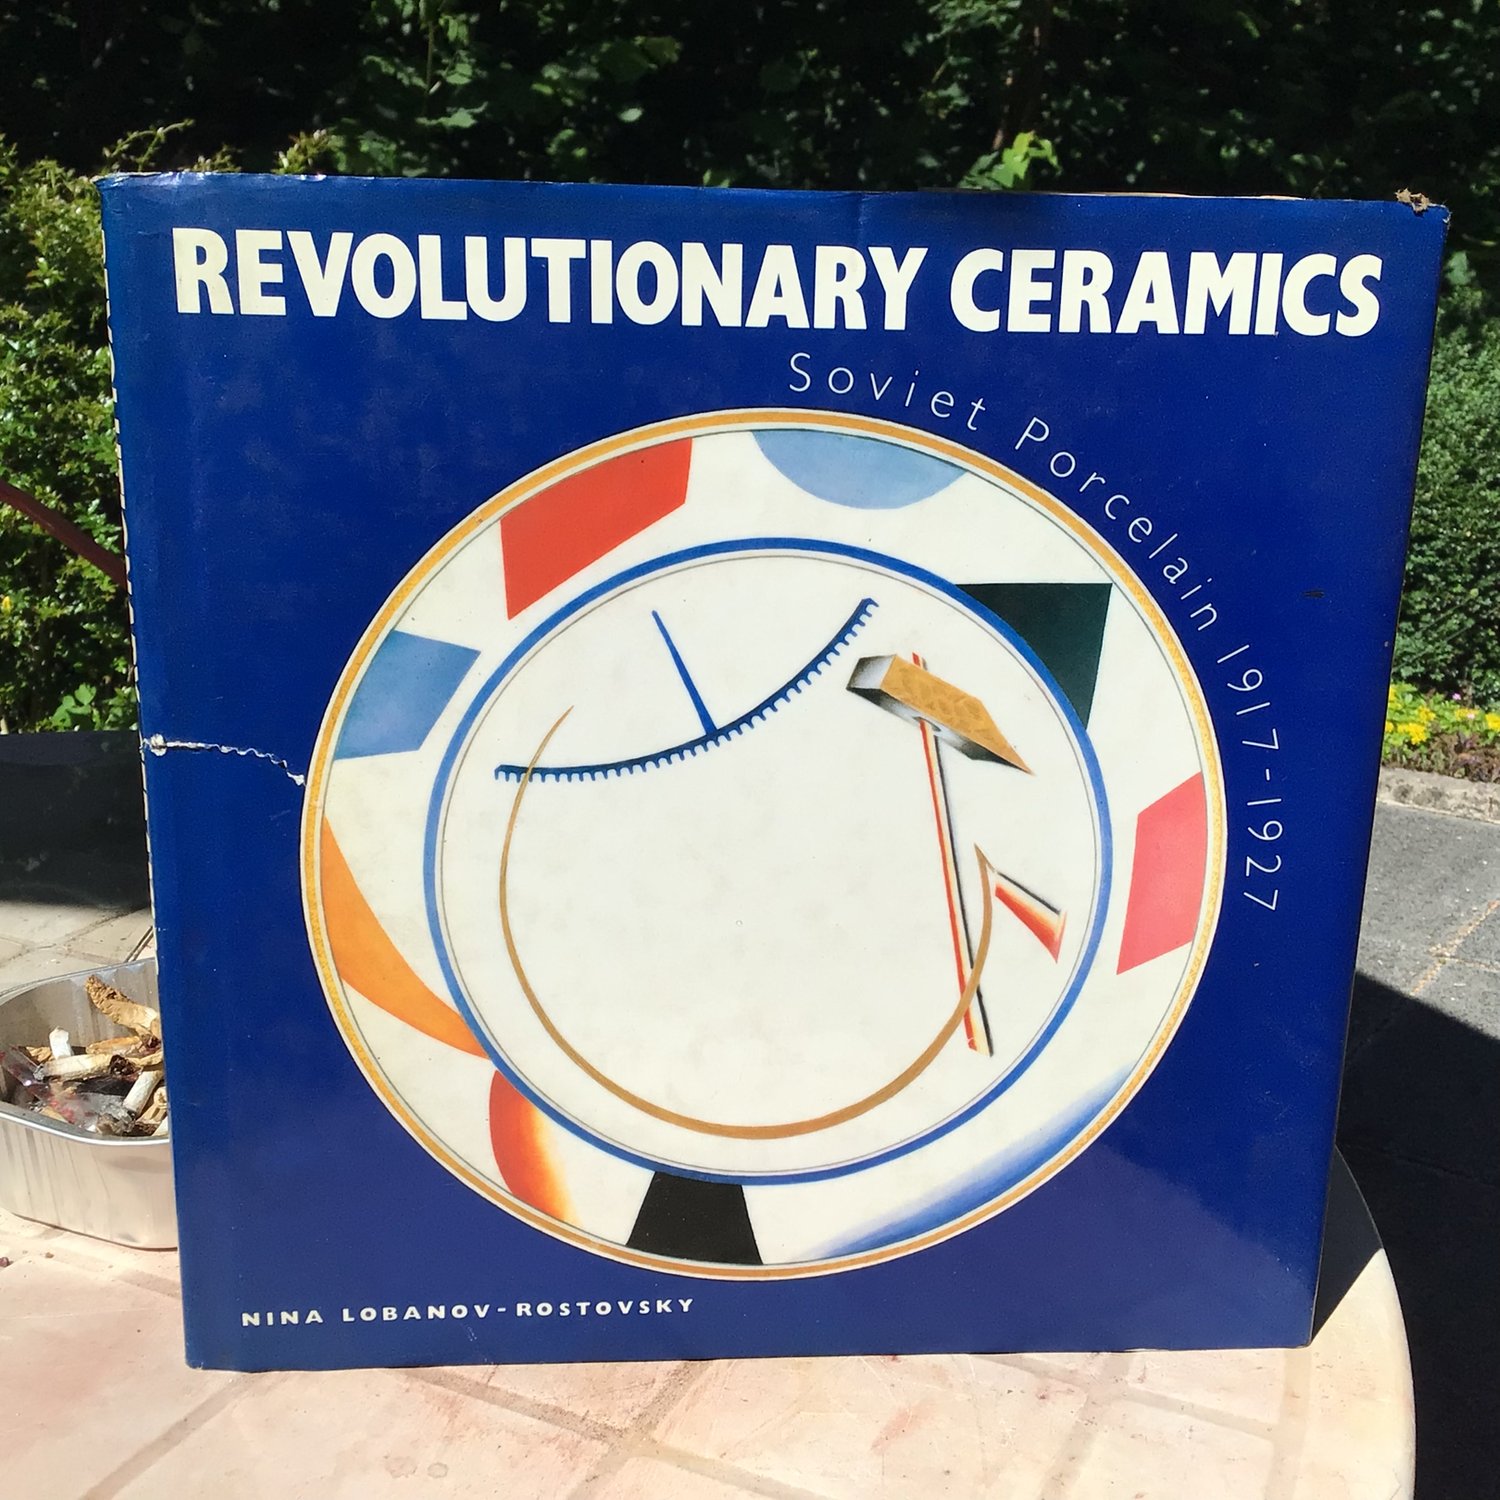 REVOLUTIONARY CERAMICS
Soviet Porcelain 1917-1927
NINA LOBANOV-ROSTOVSKY